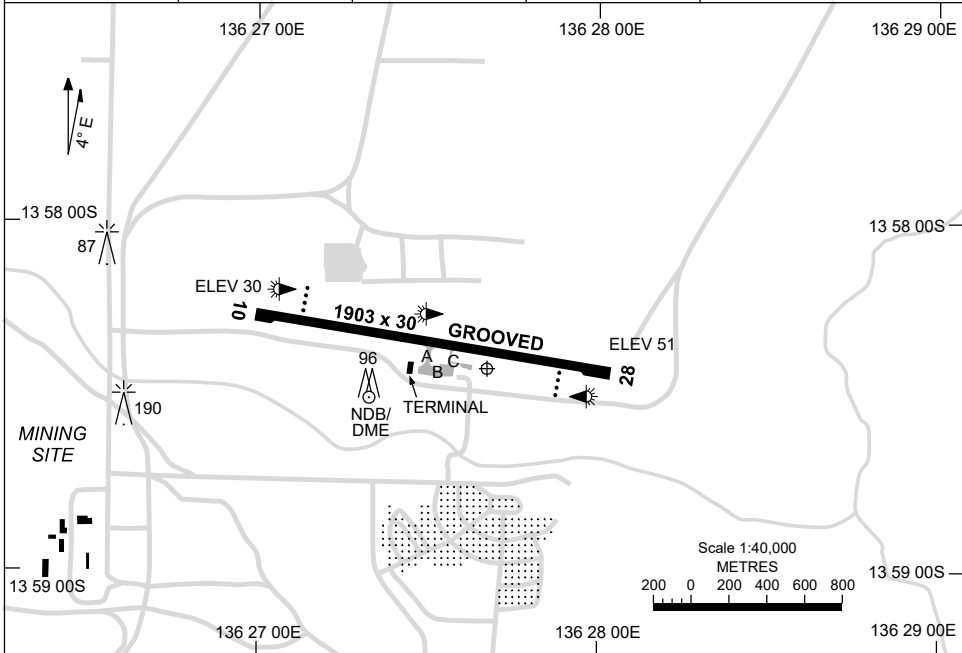 136 27 00E
136 28 00E
136 29 00E
4° E
13 58 00S
13 58 00S
87
ELEV 30
10
1903 x 30
GROOVED
ELEV 51
28
A
B
C
96
NDB/
DME
TERMINAL
190
MINING
SITE
Scale 1:40,000
METRES
200 0 200 400 600 800
13 59 00S
13 59 00S
136 27 00E
136 28 00E
136 29 00E